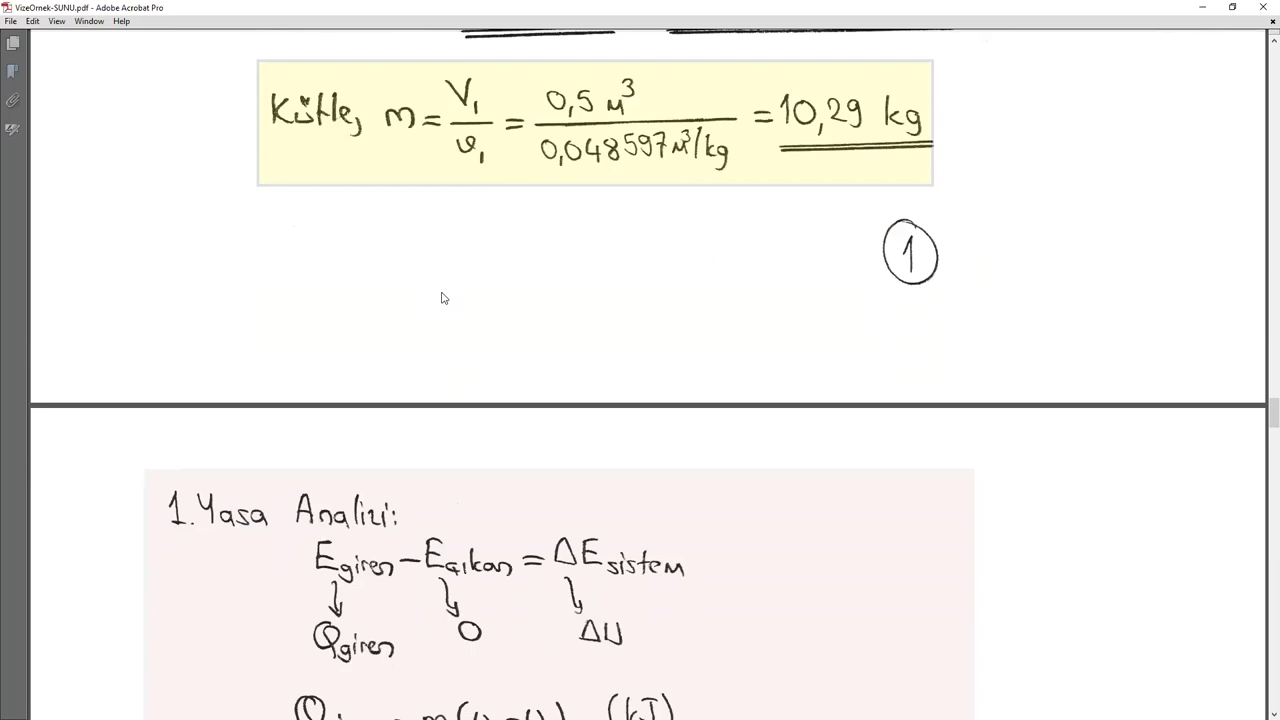 VizeOrnek-SUNU.pdf - Adobe Acrobat Pro
File Edit View Window Help
Kütle, m = V₁/v₁ = 0,5 m³ / 0,048597 m³/kg = 10,29 kg
1
1. Yasa Analizi:
Egiren - Eçıkan = ΔEsistem
Qgiren 0 ΔU
(kJ)